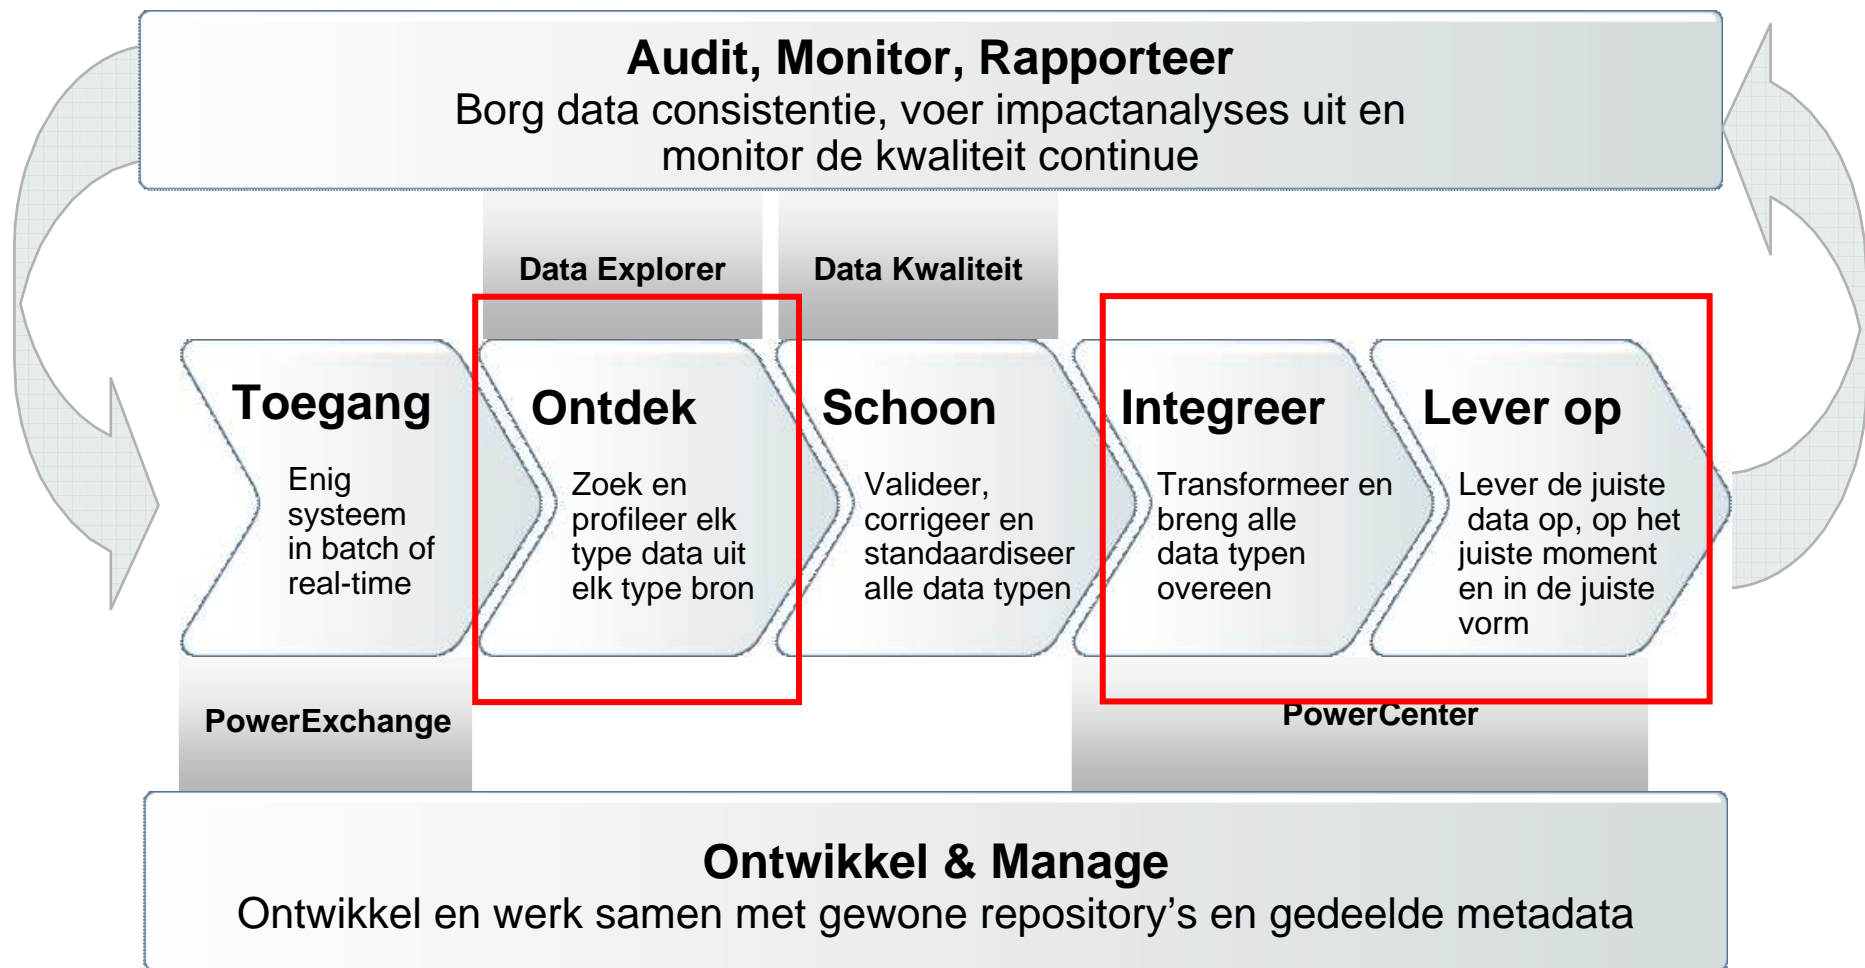 Audit, Monitor, Rapporteer
Borg data consistentie, voer impactanalyses uit en
monitor de kwaliteit continue
Data Explorer
Data Kwaliteit
Toegang
Enig
systeem
in batch of
real-time
Ontdek
Zoek en
profileer elk
type data uit
elk type bron
Schoon
Valideer,
corrigeer en
standaardiseer
alle data typen
Integreer
Transformeer en
breng alle
data typen
overeen
Lever op
Lever de juiste
data op, op het
juiste moment
en in de juiste
vorm
PowerExchange
PowerCenter
Ontwikkel & Manage
Ontwikkel en werk samen met gewone repository's en gedeelde metadata